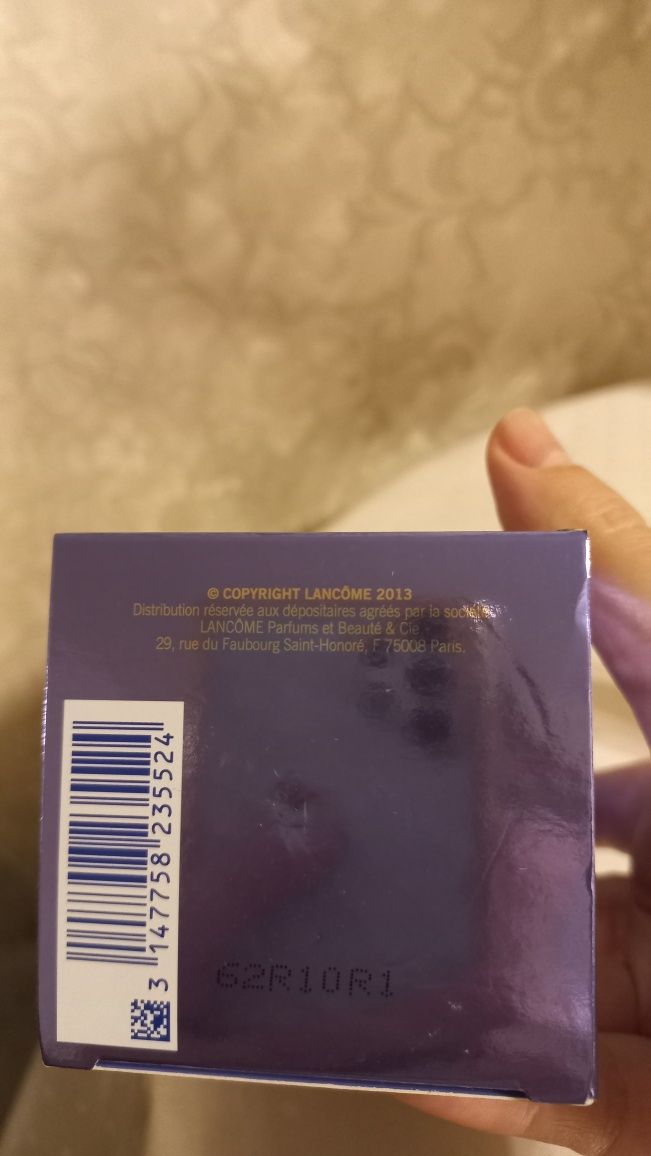 © COPYRIGHT LANCÔME 2013
Distribution réservée aux dépositaires agréés par la société
LANCÔME Parfums et Beauté & Cie
29, rue du Faubourg Saint-Honoré, F 75008 Paris.
3 147758 235524
62R10R1